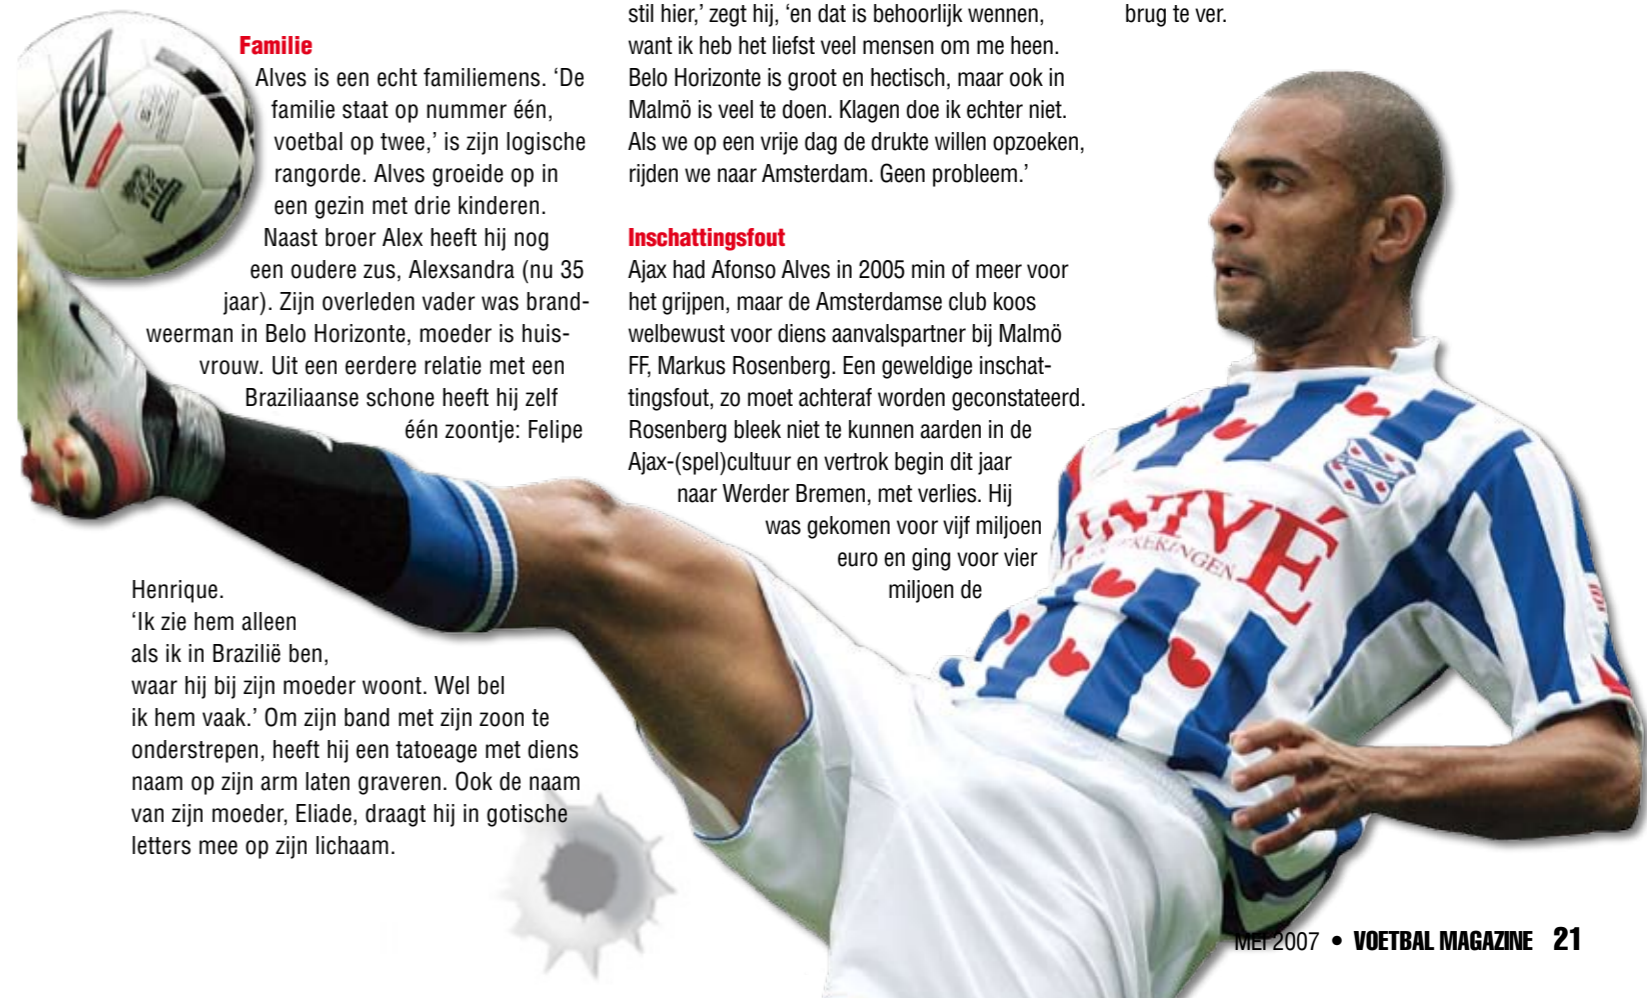 Familie
Alves is een echt familiemens. ‘De
familie staat op nummer één,
voetbal op twee,’ is zijn logische
rangorde. Alves groeide op in
een gezin met drie kinderen.
Naast broer Alex heeft hij nog
een oudere zus, Alexsandra (nu 35
jaar). Zijn overleden vader was brand-
weerman in Belo Horizonte, moeder is huis-
vrouw. Uit een eerdere relatie met een
Braziliaanse schone heeft hij zelf
één zoontje: Felipe
Henrique.
‘Ik zie hem alleen
als ik in Brazilië ben,
waar hij bij zijn moeder woont. Wel bel
ik hem vaak.’ Om zijn band met zijn zoon te
onderstrepen, heeft hij een tatoeage met diens
naam op zijn arm laten graveren. Ook de naam
van zijn moeder, Eliade, draagt hij in gotische
letters mee op zijn lichaam.
stil hier,’ zegt hij, ‘en dat is behoorlijk wennen,
want ik heb het liefst veel mensen om me heen.
Belo Horizonte is groot en hectisch, maar ook in
Malmö is veel te doen. Klagen doe ik echter niet.
Als we op een vrije dag de drukte willen opzoeken,
rijden we naar Amsterdam. Geen probleem.’
Inschattingsfout
Ajax had Afonso Alves in 2005 min of meer voor
het grijpen, maar de Amsterdamse club koos
welbewust voor diens aanvalspartner bij Malmö
FF, Markus Rosenberg. Een geweldige inschat-
tingsfout, zo moet achteraf worden geconstateerd.
Rosenberg bleek niet te kunnen aarden in de
Ajax-(spel)cultuur en vertrok begin dit jaar
naar Werder Bremen, met verlies. Hij
was gekomen voor vijf miljoen
euro en ging voor vier
miljoen de
brug te ver.
FIFA
MEI 2007 • VOETBAL MAGAZINE 21